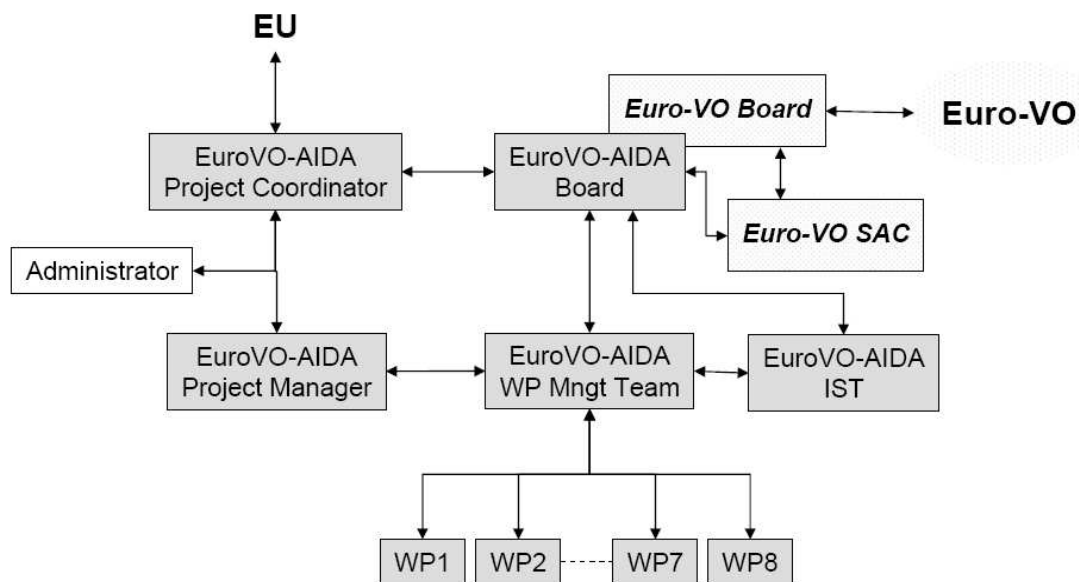 EU
Euro-VO Board
Euro-VO
EuroVO-AIDA
Project Coordinator
EuroVO-AIDA
Board
Euro-VO SAC
Administrator
EuroVO-AIDA
Project Manager
EuroVO-AIDA
WP Mngt Team
EuroVO-AIDA
IST
WP1
WP2
WP7
WP8